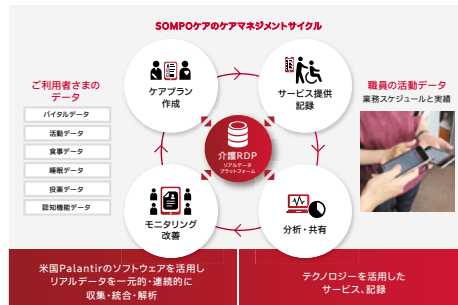 SOMPOケアのケアマネジメントサイクル
ご利用者さまの
データ
バイタルデータ
活動データ
食事データ
睡眠データ
投薬データ
認知機能データ
ケアプラン
作成
サービス提供
記録
介護RDP
リアルデータ
プラットフォーム
モニタリング
改善
分析・共有
職員の活動データ
業務スケジュールと実績
米国Palantirのソフトウェアを活用し
リアルデータを一元的・連続的に
収集・統合・解析
テクノロジーを活用した
サービス、記録